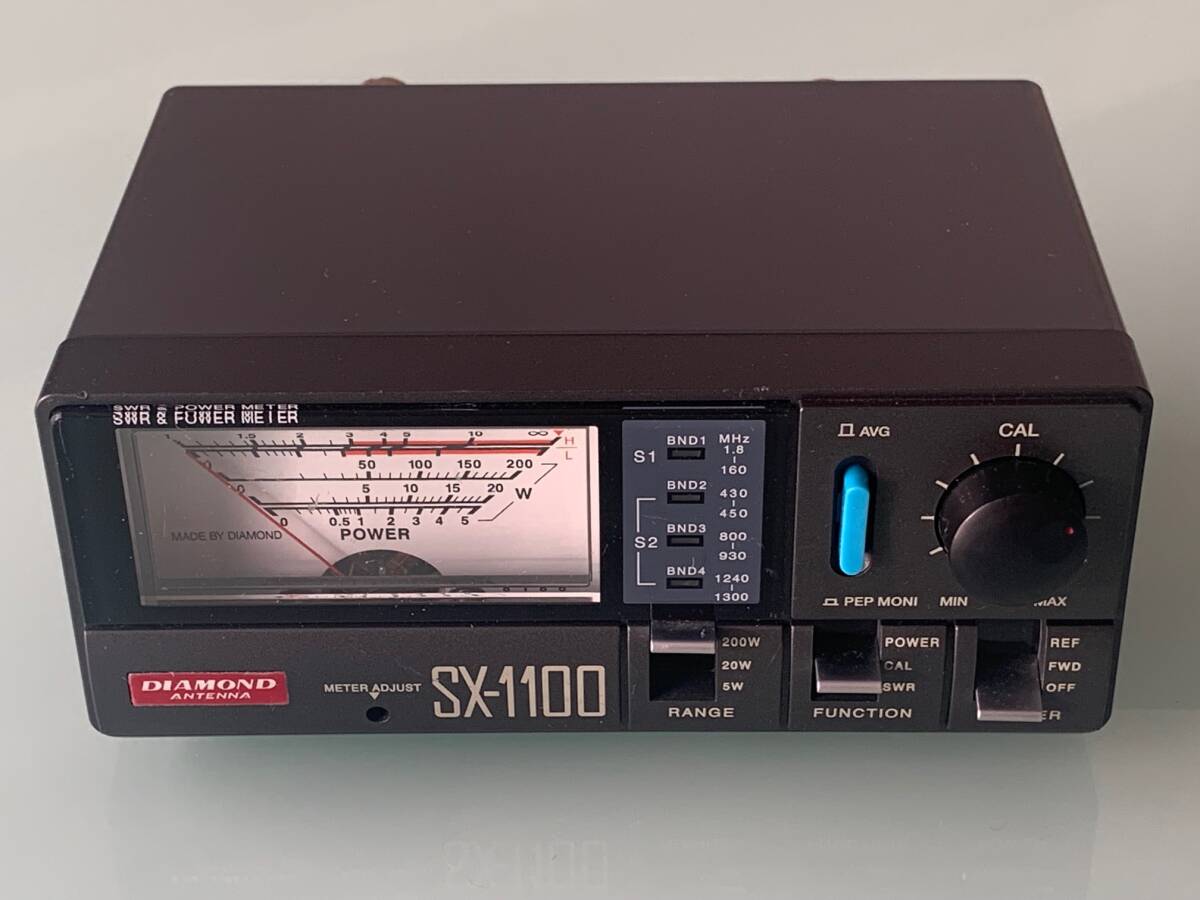 SWR & POWER METER
1 1.5 2 3 4 5 10 ∞ H
L
0 50 100 150 200
0 5 10 15 20 W
0 0.5 1 2 3 4 5
MADE BY DIAMOND
POWER
BND1 MHz
S1 1.8
160
BND2 430
450
S2 BND3 800
930
BND4 1240
1300
AVG
CAL
PEP MONI
MIN MAX
DIAMOND
ANTENNA
METER ADJUST
SX-1100
200W
20W
5W
RANGE
POWER
CAL
SWR
FUNCTION
REF
FWD
OFF